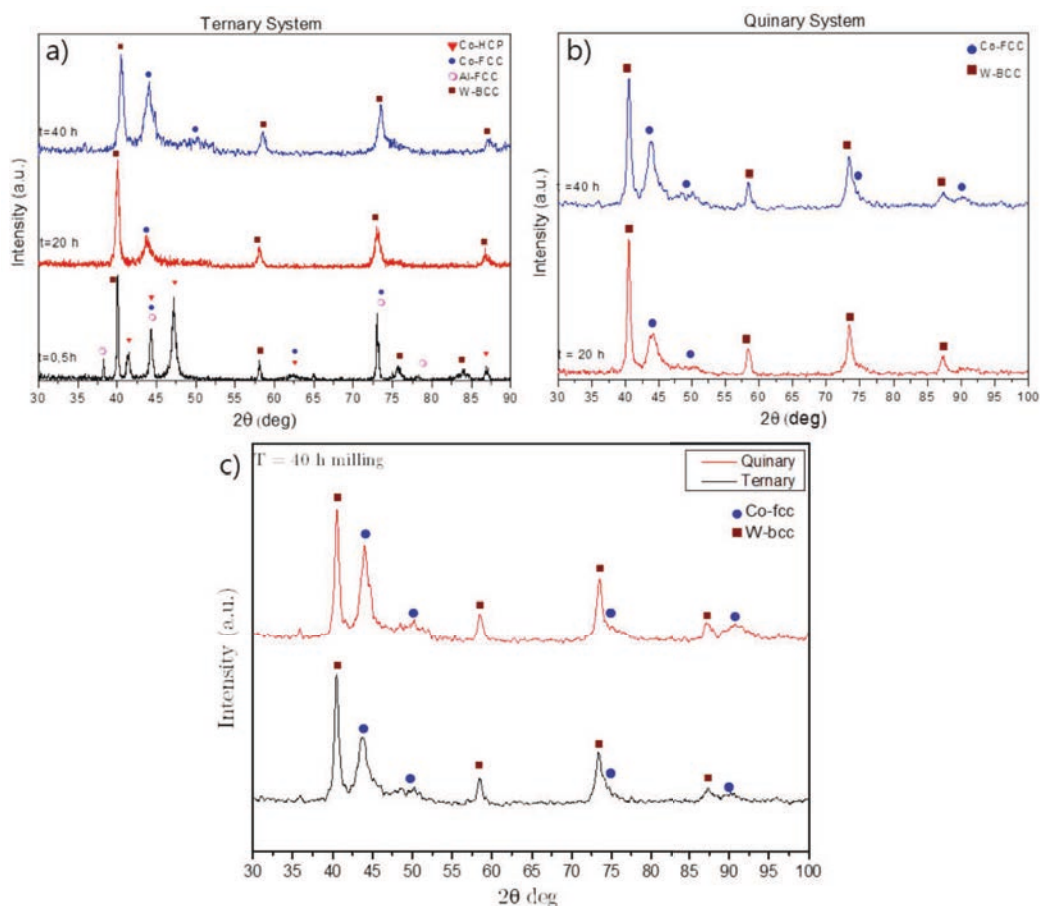 Ternary System
a)
Co-HCP
Co-FCC
Al-FCC
W-BCC
t=40 h
t=20 h
t=0,5h
Intensity (a.u.)
30 35 40 45 50 55 60 65 70 75 80 85 90
2θ (deg)
Quinary System
b)
Co-FCC
W-BCC
t=40 h
t = 20 h
Intensity (a.u.)
30 35 40 45 50 55 60 65 70 75 80 85 90 95 100
2θ (deg)
c)
T = 40 h milling
Quinary
Ternary
Co-fcc
W-bcc
Intensity (a.u.)
30 35 40 45 50 55 60 65 70 75 80 85 90 95 100
2θ deg